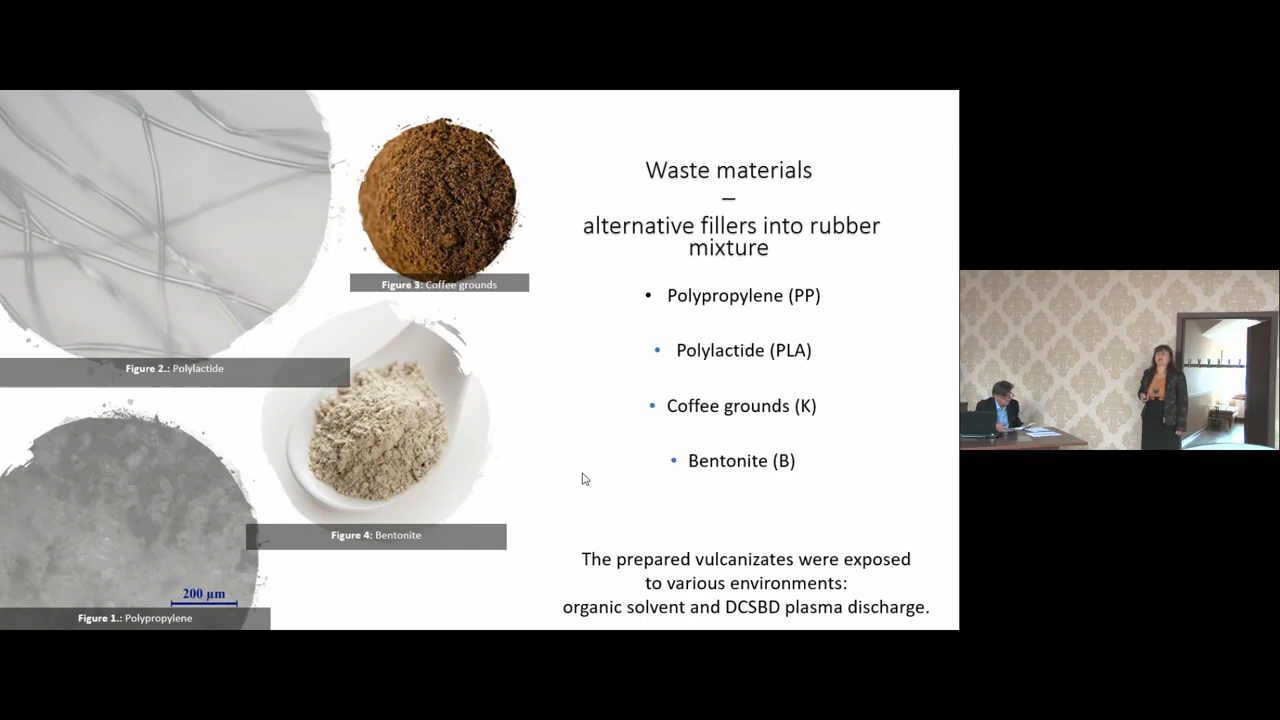 Waste materials
–
alternative fillers into rubber
mixture
• Polypropylene (PP)
• Polylactide (PLA)
• Coffee grounds (K)
• Bentonite (B)
The prepared vulcanizates were exposed
to various environments:
organic solvent and DCSBD plasma discharge.
Figure 3: Coffee grounds
Figure 2.: Polylactide
Figure 4: Bentonite
200 µm
Figure 1.: Polypropylene